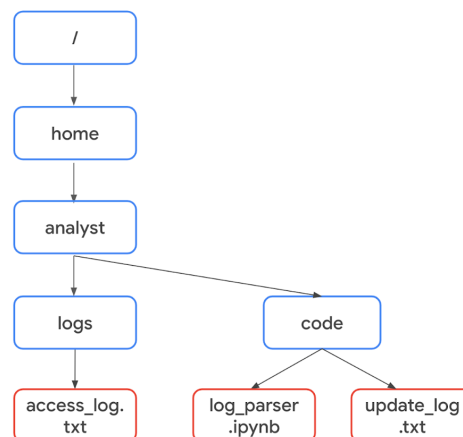 /
home
analyst
logs
code
access_log.
txt
log_parser
.ipynb
update_log
.txt